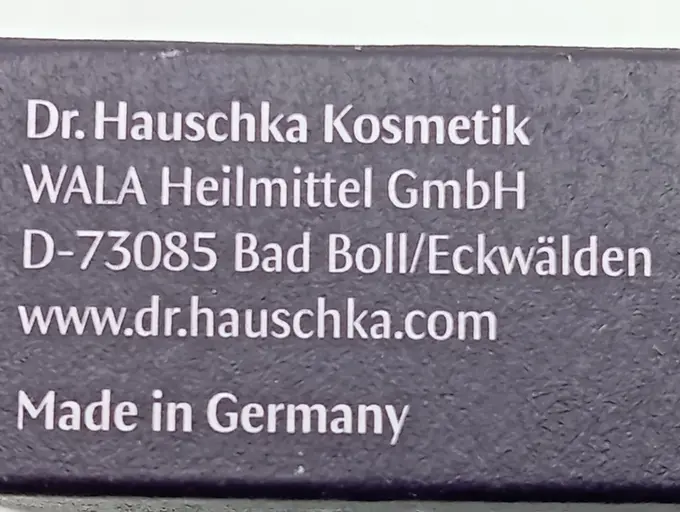 Dr. Hauschka Kosmetik
WALA Heilmittel GmbH
D-73085 Bad Boll/Eckwälden
www.dr.hauschka.com
Made in Germany